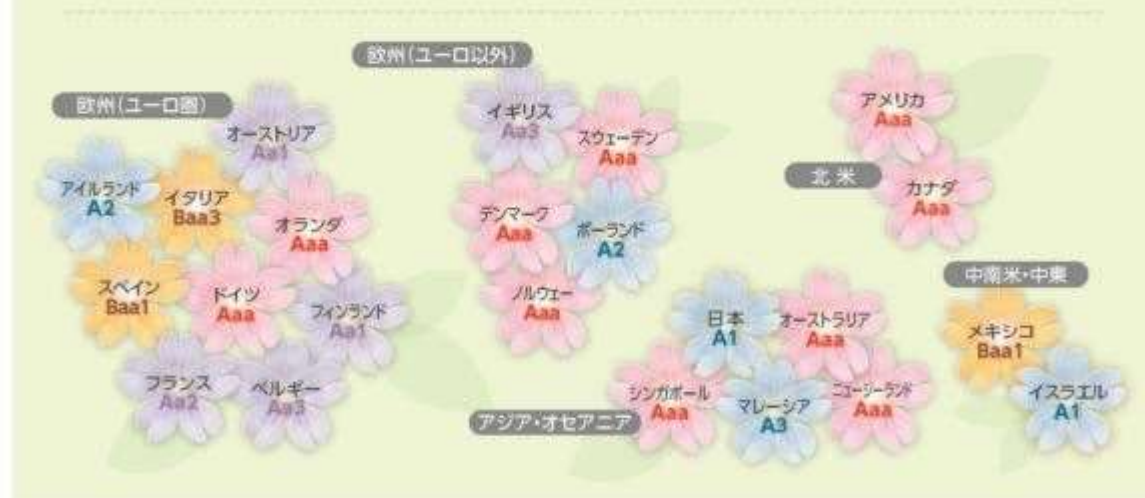 欧州(ユーロ圏)
オーストリア
Aa1
アイルランド
A2
イタリア
Baa3
オランダ
Aaa
スペイン
Baa1
ドイツ
Aaa
フィンランド
Aa1
フランス
Aa2
ベルギー
Aa3
欧州(ユーロ以外)
イギリス
Aa3
スウェーデン
Aaa
デンマーク
Aaa
ポーランド
A2
ノルウェー
Aaa
北米
アメリカ
Aaa
カナダ
Aaa
アジア・オセアニア
日本
A1
オーストラリア
Aaa
シンガポール
Aaa
マレーシア
A3
ニュージーランド
Aaa
中南米・中東
メキシコ
Baa1
イスラエル
A1